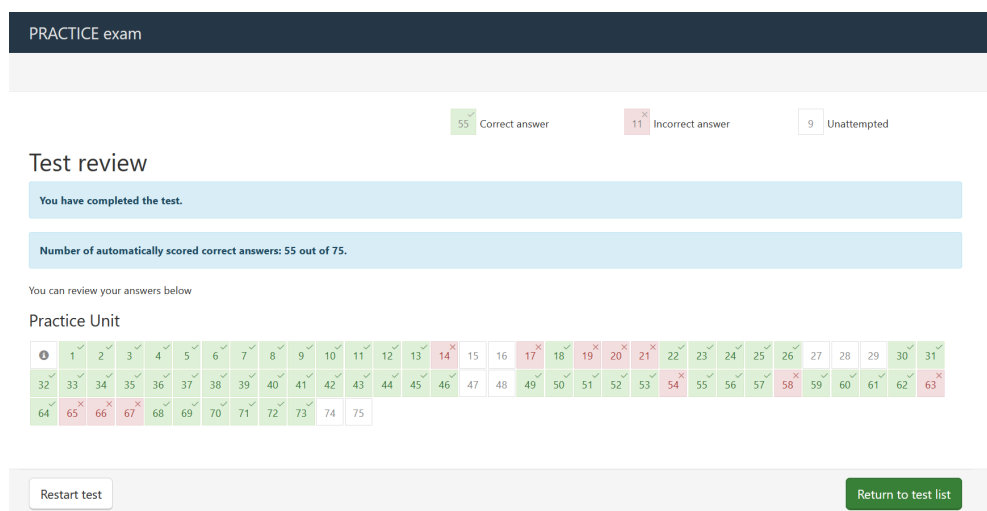 PRACTICE exam
55 Correct answer 11 Incorrect answer 9 Unattempted
Test review
You have completed the test.
Number of automatically scored correct answers: 55 out of 75.
You can review your answers below
Practice Unit
1 2 3 4 5 6 7 8 9 10 11 12 13 14 15 16 17 18 19 20 21 22 23 24 25 26 27 28 29 30 31
32 33 34 35 36 37 38 39 40 41 42 43 44 45 46 47 48 49 50 51 52 53 54 55 56 57 58 59 60 61 62 63
64 65 66 67 68 69 70 71 72 73 74 75
Restart test Return to test list